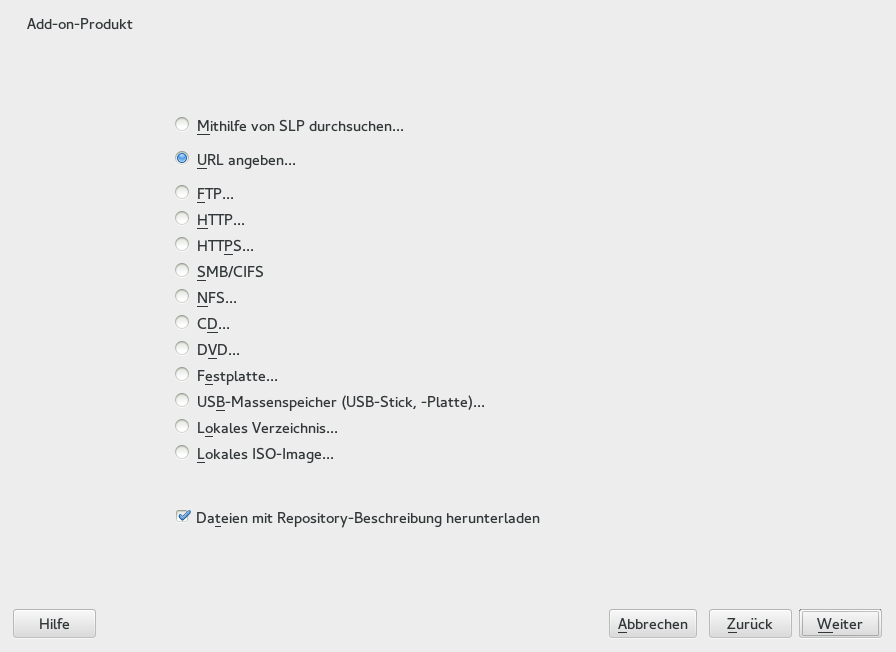 Add-on-Produkt
Mithilfe von SLP durchsuchen...
URL angeben...
FTP...
HTTP...
HTTPS...
SMB/CIFS
NFS...
CD...
DVD...
Festplatte...
USB-Massenspeicher (USB-Stick, -Platte)...
Lokales Verzeichnis...
Lokales ISO-Image...
Dateien mit Repository-Beschreibung herunterladen
Hilfe Abbrechen Zurück Weiter